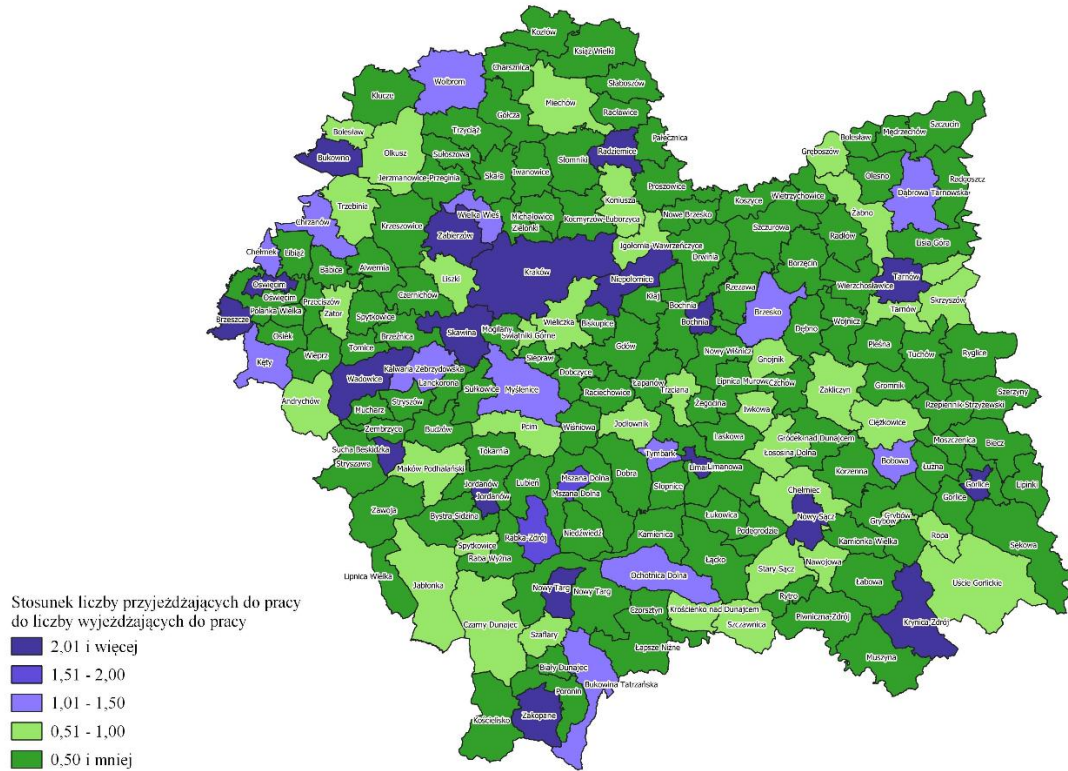 Kozłów
Książ Wielki
Charsznica
Wolbrom
Słaboszów
Klucze
Miechów
Gołcza
Racławice
Bolesław
Trzyciąż
Pałecznica
Bukowno
Olkusz
Sułoszowa
Radziemice
Słomniki
Jerzmanowice-Przeginia
Skała
Iwanowice
Proszowice
Trzebinia
Koniusza
Chrzanów
Krzeszowice
Wielka Wieś
Michałowice
Kocmyrzów-Luborzyca
Nowe Brzesko
Koszyce
Wietrzychowice
Zielonki
Zabierzów
Chełmek
Libiąż
Igołomia-Wawrzeńczyce
Babice
Alwernia
Kraków
Drwinia
Szczurowa
Oświęcim
Liszki
Niepołomice
Oświęcim
Przeciszów
Czernichów
Kłaj
Bochnia
Rzezawa
Borzęcin
Polanka Wielka
Zator
Brzeszcze
Spytkowice
Skawina
Mogilany
Wieliczka
Biskupice
Bochnia
Brzesko
Osiek
Brzeźnica
Świątniki Górne
Kęty
Wieprz
Tomice
Siepraw
Gdów
Nowy Wiśnicz
Dębno
Wadowice
Kalwaria Zebrzydowska
Lanckorona
Andrychów
Stryszów
Sułkowice
Myślenice
Dobczyce
Raciechowice
Łapanów
Trzciana
Żegocina
Lipnica Murowana
Gnojnik
Czchów
Mucharz
Zembrzyce
Budzów
Pcim
Wiśniowa
Jodłownik
Iwkowa
Sucha Beskidzka
Stryszawa
Maków Podhalański
Tokarnia
Tymbark
Laskowa
Łososina Dolna
Gródek nad Dunajcem
Jordanów
Jordanów
Lubień
Mszana Dolna
Mszana Dolna
Dobra
Słopnice
Limanowa
Korzenna
Zawoja
Bystra-Sidzina
Rabka-Zdrój
Niedźwiedź
Kamienica
Łukowica
Podegrodzie
Chełmiec
Nowy Sącz
Spytkowice
Raba Wyżna
Lipnica Wielka
Jabłonka
Łącko
Ochotnica Dolna
Stary Sącz
Nawojowa
Kamionka Wielka
Nowy Targ
Nowy Targ
Czarny Dunajec
Szaflary
Czorsztyn
Krościenko nad Dunajcem
Szczawnica
Rytro
Piwniczna-Zdrój
Łabowa
Łapsze Niżne
Biały Dunajec
Bukowina Tatrzańska
Poronin
Kościelisko
Zakopane
Krynica-Zdrój
Muszyna
Bolesław
Mędrzechów
Szczucin
Gręboszów
Olesno
Dąbrowa Tarnowska
Radgoszcz
Żabno
Radłów
Lisia Góra
Tarnów
Wierzchosławice
Tarnów
Skrzyszów
Wojnicz
Pleśna
Tuchów
Ryglice
Zakliczyn
Gromnik
Szerzyny
Rzepiennik Strzyżewski
Ciężkowice
Moszczenica
Biecz
Bobowa
Łużna
Gorlice
Gorlice
Lipinki
Grybów
Grybów
Ropa
Sękowa
Uście Gorlickie
Stosunek liczby przyjeżdżających do pracy
do liczby wyjeżdżających do pracy
2,01 i więcej
1,51 - 2,00
1,01 - 1,50
0,51 - 1,00
0,50 i mniej